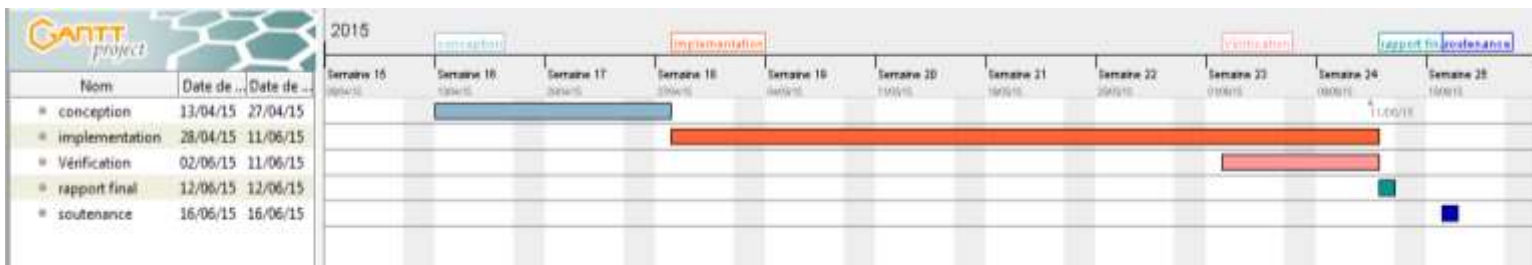 GANTT
project
2015
conception
implementation
Vérification
rapport fin
soutenance
Semaine 15
Semaine 16
Semaine 17
Semaine 18
Semaine 19
Semaine 20
Semaine 21
Semaine 22
Semaine 23
Semaine 24
Semaine 25
Nom Date de ... Date de ...
conception 13/04/15 27/04/15
11/06/15
implementation 28/04/15 11/06/15
Vérification 02/06/15 11/06/15
rapport final 12/06/15 12/06/15
soutenance 16/06/15 16/06/15